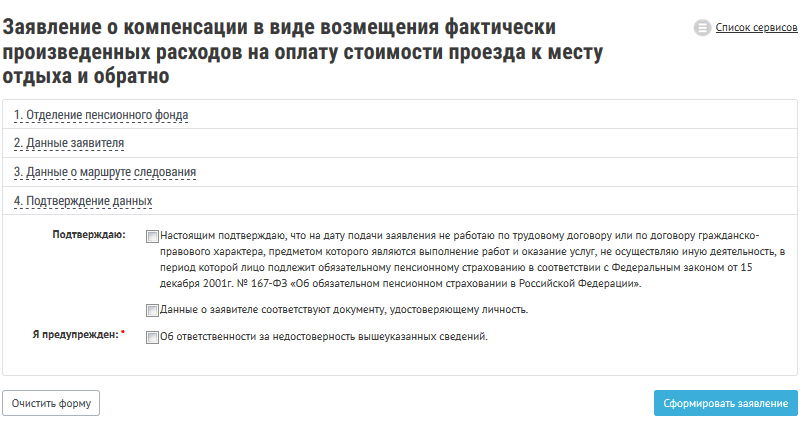 Заявление о компенсации в виде возмещения фактически
произведенных расходов на оплату стоимости проезда к месту
отдыха и обратно
Список сервисов
1. Отделение пенсионного фонда
2. Данные заявителя
3. Данные о маршруте следования
4. Подтверждение данных
Подтверждаю:
Настоящим подтверждаю, что на дату подачи заявления не работаю по трудовому договору или по договору гражданско-
правового характера, предметом которого являются выполнение работ и оказание услуг, не осуществляю иную деятельность, в
период которой лицо подлежит обязательному пенсионному страхованию в соответствии с Федеральным законом от 15
декабря 2001г. № 167-ФЗ «Об обязательном пенсионном страховании в Российской Федерации».
Данные о заявителе соответствуют документу, удостоверяющему личность.
Я предупрежден: *
Об ответственности за недостоверность вышеуказанных сведений.
Очистить форму
Сформировать заявление